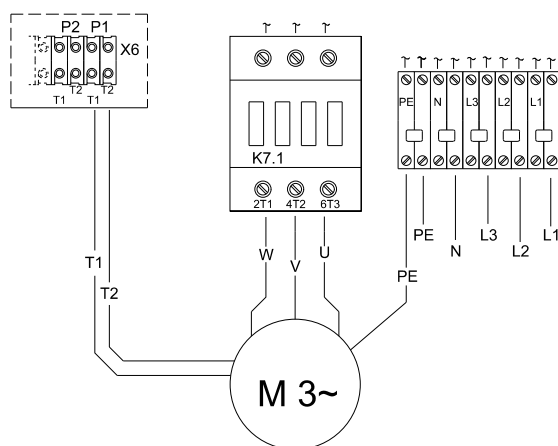 P2 P1
X6
T2 T2
T1 T1
K7.1
2T1 4T2 6T3
PE N L3 L2 L1
W V U
PE N L3 L2 L1
T1
T2
PE
M 3~